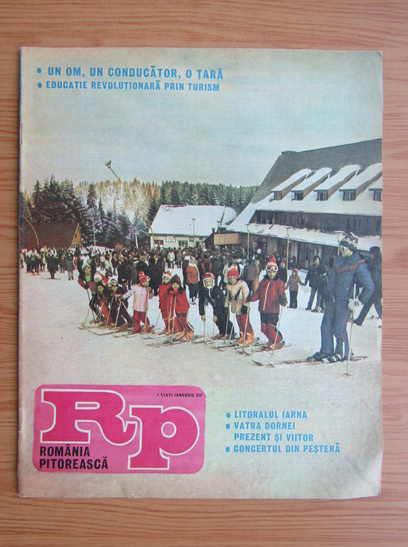 • UN OM, UN CONDUCĂTOR, O ȚARĂ
• EDUCAȚIE REVOLUȚIONARĂ PRIN TURISM
IANUARIE
Rp
ROMÂNIA
PITOREASCĂ
• LITORALUL IARNA
• VATRA DORNEI
PREZENT ȘI VIITOR
• CONCERTUL DIN PEȘTERĂ